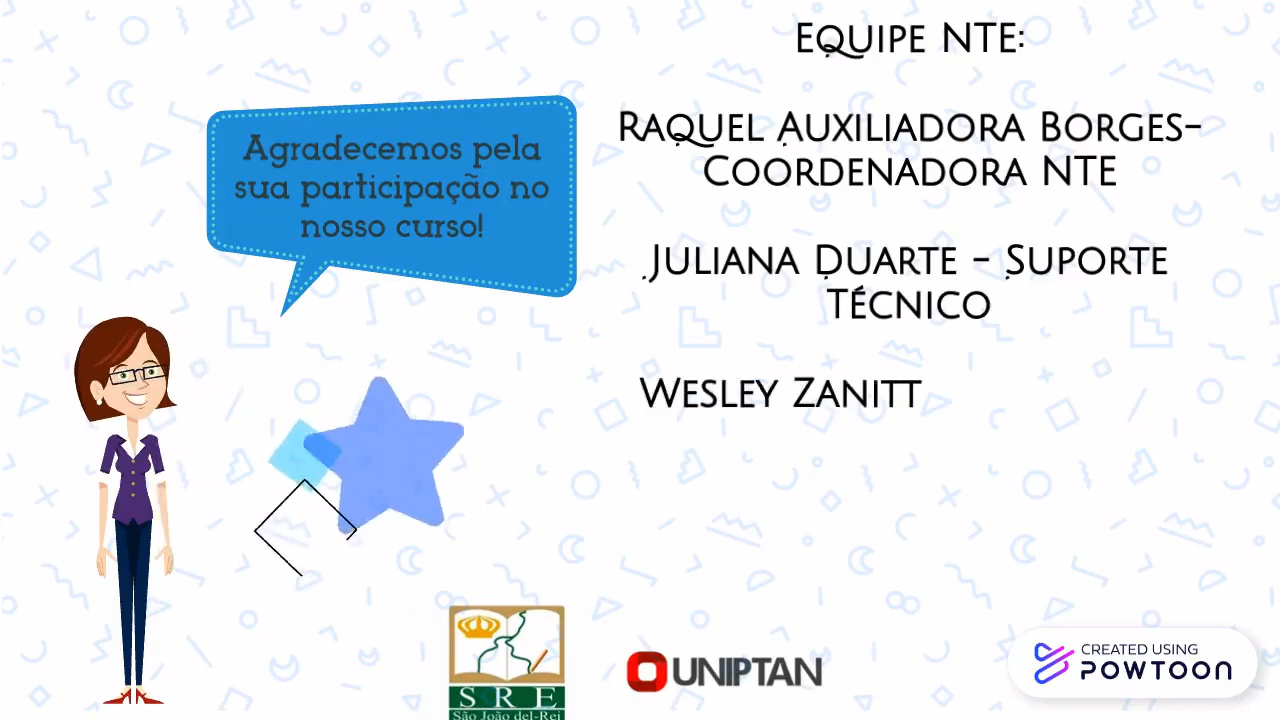 Equipe NTE:
Raquel Auxiliadora Borges-
Coordenadora NTE
Juliana Duarte - Suporte
Técnico
Wesley Zanitt
Agradecemos pela
sua participação no
nosso curso!
SRE
São João del-Rei
UNIPTAN
CREATED USING
POWTOON